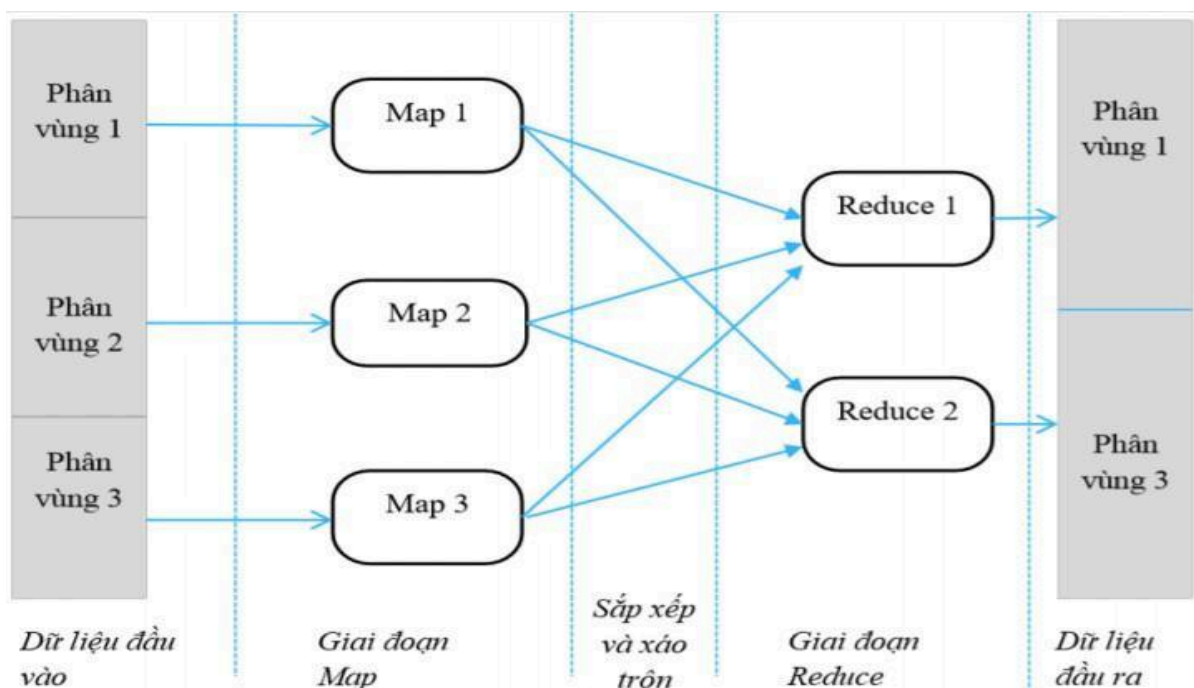 Phân
vùng 1
Phân
vùng 2
Phân
vùng 3
Map 1
Map 2
Map 3
Reduce 1
Reduce 2
Phân
vùng 1
Phân
vùng 3
Dữ liệu đầu
vào
Giai đoạn
Map
Sắp xếp
và xáo
trộn
Giai đoạn
Reduce
Dữ liệu
đầu ra